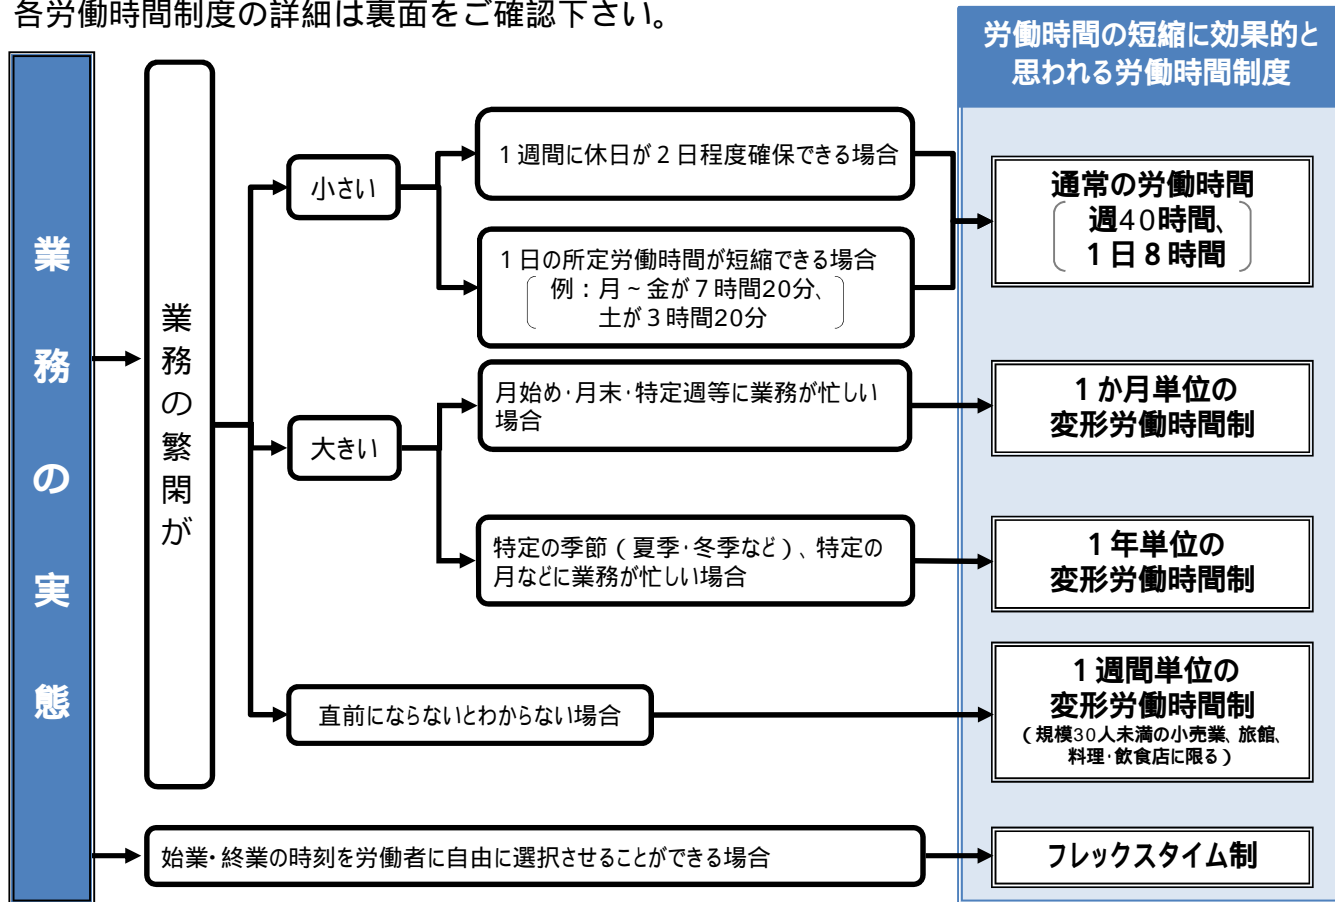 各労働時間制度の詳細は裏面をご確認下さい。
労働時間の短縮に効果的と
思われる労働時間制度
業務の実態
業務の繁閑が
小さい
1週間に休日が2日程度確保できる場合
1日の所定労働時間が短縮できる場合
例：月~金が7時間20分、
土が3時間20分
通常の労働時間
週40時間、
1日8時間
大きい
月始め・月末・特定週等に業務が忙しい
場合
1か月単位の
変形労働時間制
特定の季節（夏季・冬季など）、特定の
月などに業務が忙しい場合
1年単位の
変形労働時間制
直前にならないとわからない場合
1週間単位の
変形労働時間制
（規模30人未満の小売業、旅館、
料理・飲食店に限る）
始業・終業の時刻を労働者に自由に選択させることができる場合
フレックスタイム制